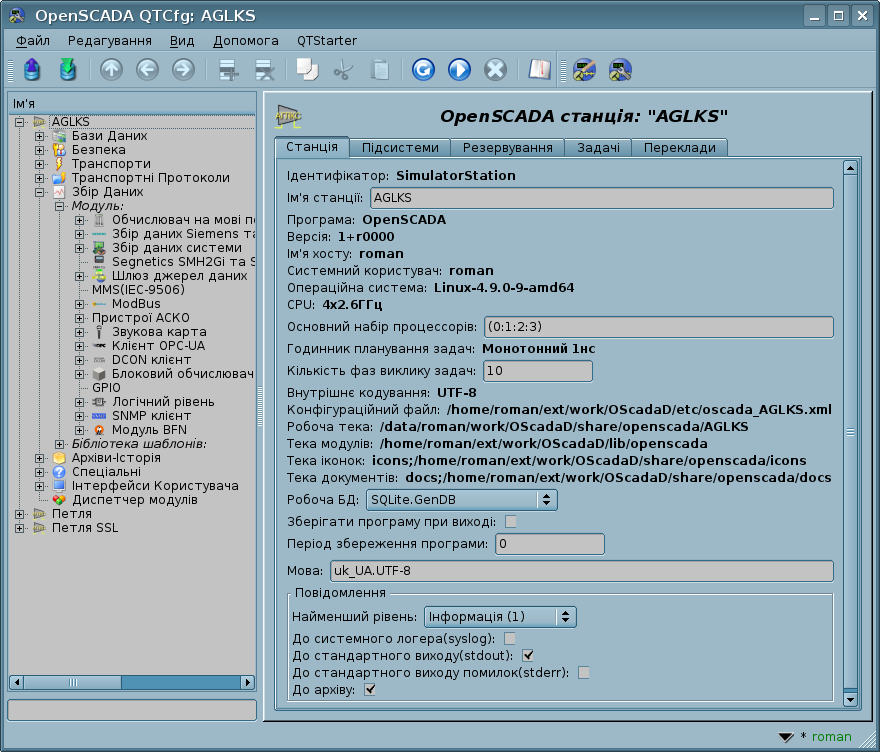 OpenSCADA QTCfg: AGLKS
Файл Редагування Вид Допомога QTStarter
Ім'я
AGLKS
Бази Даних
Безпека
Транспорти
Транспортні Протоколи
Збір Даних
Модуль:
Обчислювач на мові п
Збір даних Siemens та
Збір даних системи
Segnetics SMH2Gi та S
Шлюз джерел даних
MMS(IEC-9506)
ModBus
Пристрої АСКО
Звукова карта
Клієнт OPC-UA
DCON клієнт
Блоковий обчислювач
GPIO
Логічний рівень
SNMP клієнт
Модуль BFN
Бібліотека шаблонів:
Архіви-Історія
Спеціальні
Інтерфейси Користувача
Диспетчер модулів
Петля
Петля SSL
АГЛКС
OpenSCADA станція: "AGLKS"
Станція Підсистеми Резервування Задачі Переклади
Ідентифікатор: SimulatorStation
Ім'я станції: AGLKS
Програма: OpenSCADA
Версія: 1+r0000
Ім'я хосту: roman
Системний користувач: roman
Операційна система: Linux-4.9.0-9-amd64
CPU: 4x2.6ГГц
Основний набір процессорів: (0:1:2:3)
Годинник планування задач: Монотонний 1нс
Кількість фаз виклику задач: 10
Внутрішнє кодування: UTF-8
Конфігураційний файл: /home/roman/ext/work/OScadaD/etc/oscada_AGLKS.xml
Робоча тека: /data/roman/work/OScadaD/share/openscada/AGLKS
Тека модулів: /home/roman/ext/work/OScadaD/lib/openscada
Тека іконок: icons;/home/roman/ext/work/OScadaD/share/openscada/icons
Тека документів: docs;/home/roman/ext/work/OScadaD/share/openscada/docs
Робоча БД: SQLite.GenDB
Зберігати програму при виході:
Період збереження програми: 0
Мова: uk_UA.UTF-8
Повідомлення
Найменший рівень: Інформація (1)
До системного логера(syslog):
До стандартного виходу(stdout):
До стандартного виходу помилок(stderr):
До архіву:
* roman